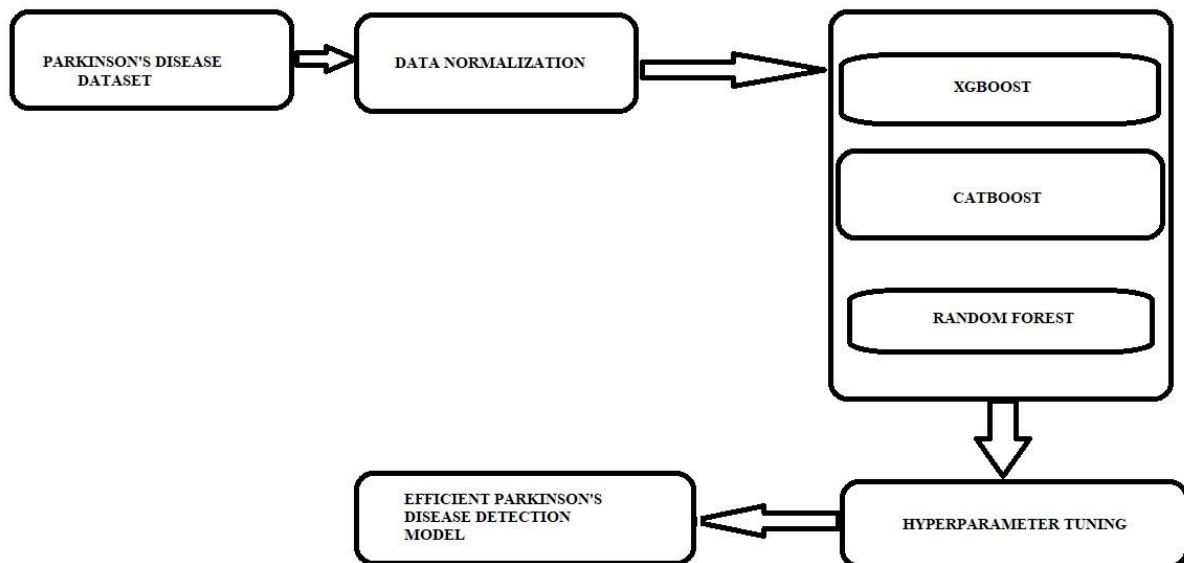 PARKINSON'S DISEASE
DATASET
DATA NORMALIZATION
XGBOOST
CATBOOST
RANDOM FOREST
HYPERPARAMETER TUNING
EFFICIENT PARKINSON'S
DISEASE DETECTION
MODEL